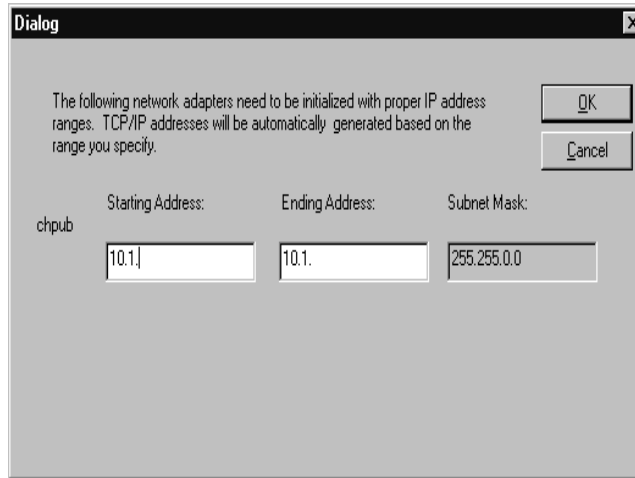 Dialog
The following network adapters need to be initialized with proper IP address
ranges. TCP/IP addresses will be automatically generated based on the
range you specify.
OK
Cancel
Starting Address:
Ending Address:
Subnet Mask:
chpub
10.1.
10.1.
255.255.0.0